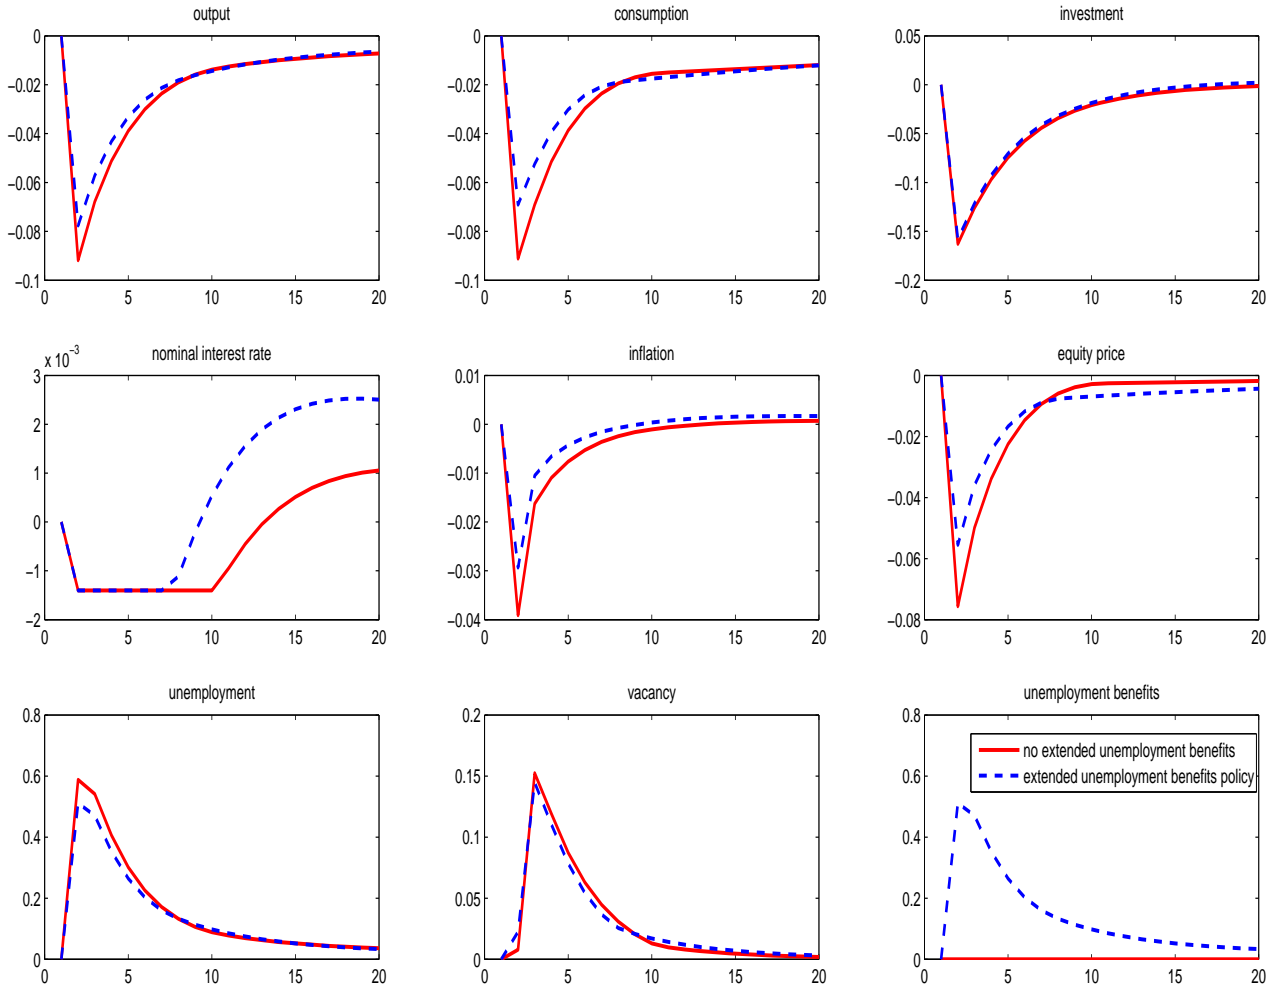 output
consumption
investment
0
−0.02
−0.04
−0.06
−0.08
−0.1
0 5 10 15 20
0
−0.02
−0.04
−0.06
−0.08
−0.1
0 5 10 15 20
0.05
0
−0.05
−0.1
−0.15
−0.2
0 5 10 15 20
x 10−3
nominal interest rate
inflation
equity price
3
2
1
0
−1
−2
0 5 10 15 20
0.01
0
−0.01
−0.02
−0.03
−0.04
0 5 10 15 20
0
−0.02
−0.04
−0.06
−0.08
0 5 10 15 20
unemployment
vacancy
unemployment benefits
0.8
0.6
0.4
0.2
0
0 5 10 15 20
0.2
0.15
0.1
0.05
0
0 5 10 15 20
0.8
0.6
0.4
0.2
0
0 5 10 15 20
no extended unemployment benefits
extended unemployment benefits policy